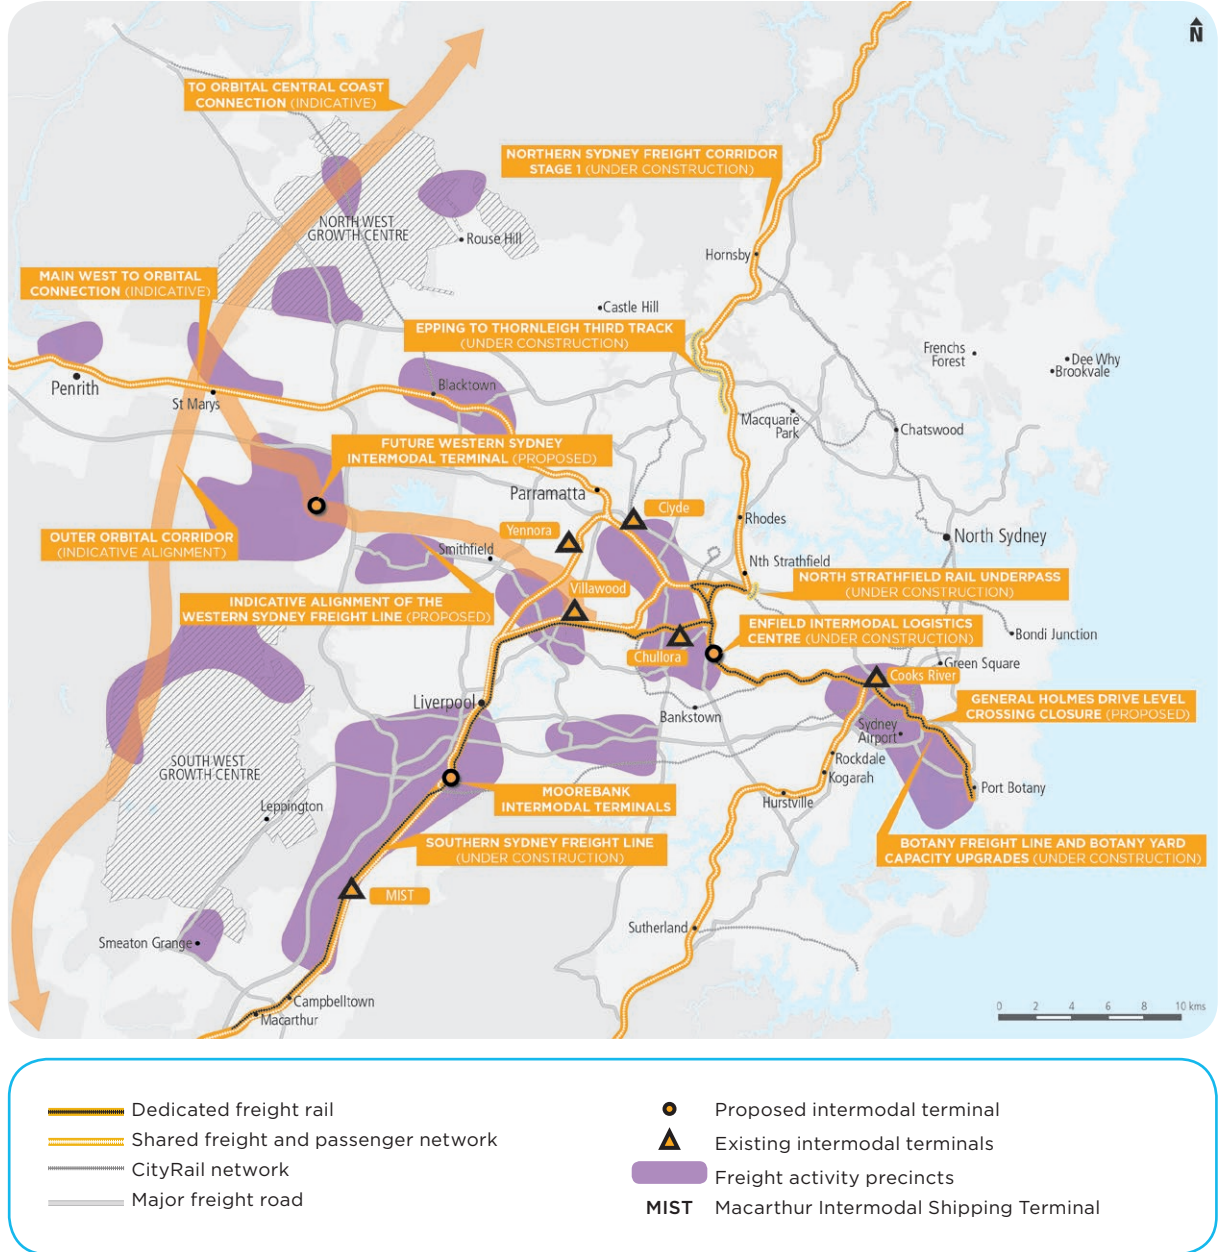 N
TO ORBITAL CENTRAL COAST
CONNECTION (INDICATIVE)
NORTHERN SYDNEY FREIGHT CORRIDOR
STAGE 1 (UNDER CONSTRUCTION)
NORTH WEST
GROWTH CENTRE
Rouse Hill
Hornsby
MAIN WEST TO ORBITAL
CONNECTION (INDICATIVE)
Castle Hill
EPPING TO THORNLEIGH THIRD TRACK
(UNDER CONSTRUCTION)
Frenchs
Forest
Dee Why
Brookvale
Penrith
St Marys
Blacktown
Macquarie
Park
Chatswood
FUTURE WESTERN SYDNEY
INTERMODAL TERMINAL (PROPOSED)
Parramatta
Clyde
Rhodes
Yennora
OUTER ORBITAL CORRIDOR
(INDICATIVE ALIGNMENT)
Smithfield
North Sydney
Nth Strathfield
Villawood
NORTH STRATHFIELD RAIL UNDERPASS
(UNDER CONSTRUCTION)
INDICATIVE ALIGNMENT OF THE
WESTERN SYDNEY FREIGHT LINE (PROPOSED)
ENFIELD INTERMODAL LOGISTICS
CENTRE (UNDER CONSTRUCTION)
Bondi Junction
Chullora
Green Square
Cooks River
Liverpool
Bankstown
GENERAL HOLMES DRIVE LEVEL
CROSSING CLOSURE (PROPOSED)
Sydney
Airport
Rockdale
Kogarah
SOUTH WEST
GROWTH CENTRE
Leppington
MOOREBANK
INTERMODAL TERMINALS
Hurstville
Port Botany
SOUTHERN SYDNEY FREIGHT LINE
(UNDER CONSTRUCTION)
BOTANY FREIGHT LINE AND BOTANY YARD
CAPACITY UPGRADES (UNDER CONSTRUCTION)
MIST
Smeaton Grange
Sutherland
Campbelltown
Macarthur
0 2 4 6 8 10 kms
Dedicated freight rail
Shared freight and passenger network
CityRail network
Major freight road
Proposed intermodal terminal
Existing intermodal terminals
Freight activity precincts
MIST Macarthur Intermodal Shipping Terminal